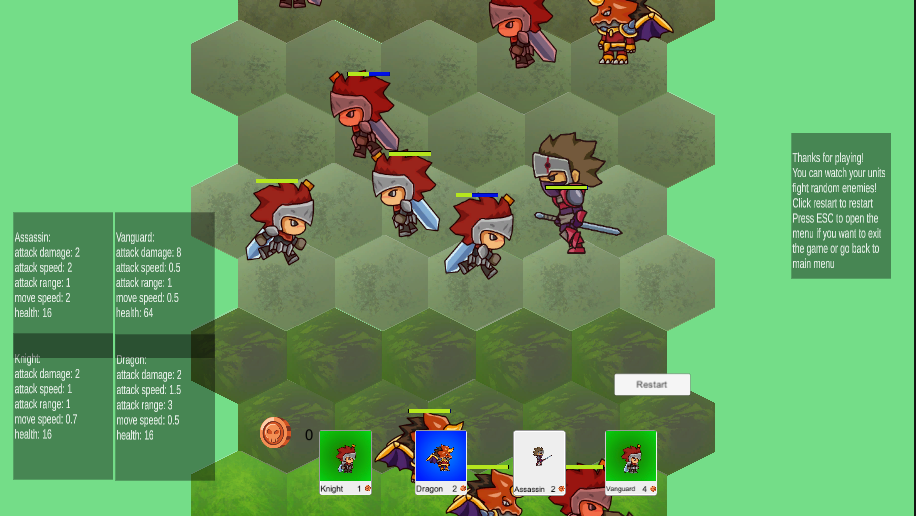 Assassin:
attack damage: 2
attack speed: 2
attack range: 1
move speed: 2
health: 16
Vanguard:
attack damage: 8
attack speed: 0.5
attack range: 1
move speed: 0.5
health: 64
Knight:
attack damage: 2
attack speed: 1
attack range: 1
move speed: 0.7
health: 16
Dragon:
attack damage: 2
attack speed: 1.5
attack range: 3
move speed: 0.5
health: 16
Thanks for playing!
You can watch your units
fight random enemies!
Click restart to restart
Press ESC to open the
menu if you want to exit
the game or go back to
main menu
Restart
0
Knight 1
Dragon 2
Assassin 2
Vanguard 4